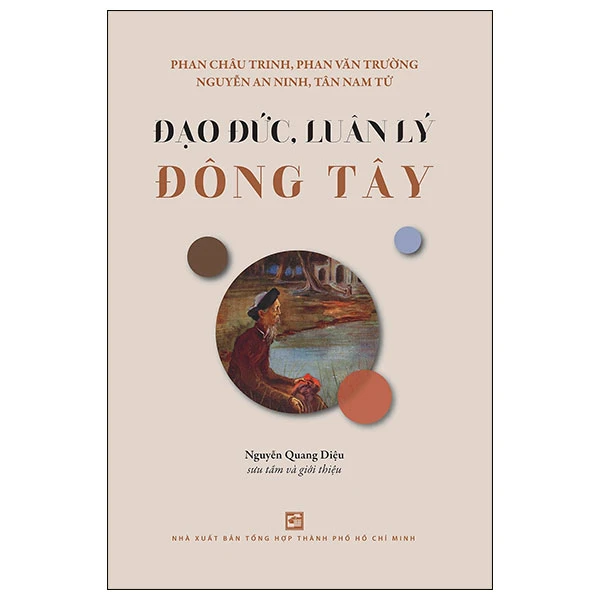 PHAN CHÂU TRINH, PHAN VĂN TRƯỜNG
NGUYỄN AN NINH, TÂN NAM TỬ
ĐẠO ĐỨC, LUÂN LÝ
ĐÔNG TÂY
Nguyễn Quang Diệu
sưu tầm và giới thiệu
NHÀ XUẤT BẢN TỔNG HỢP THÀNH PHỐ HỒ CHÍ MINH